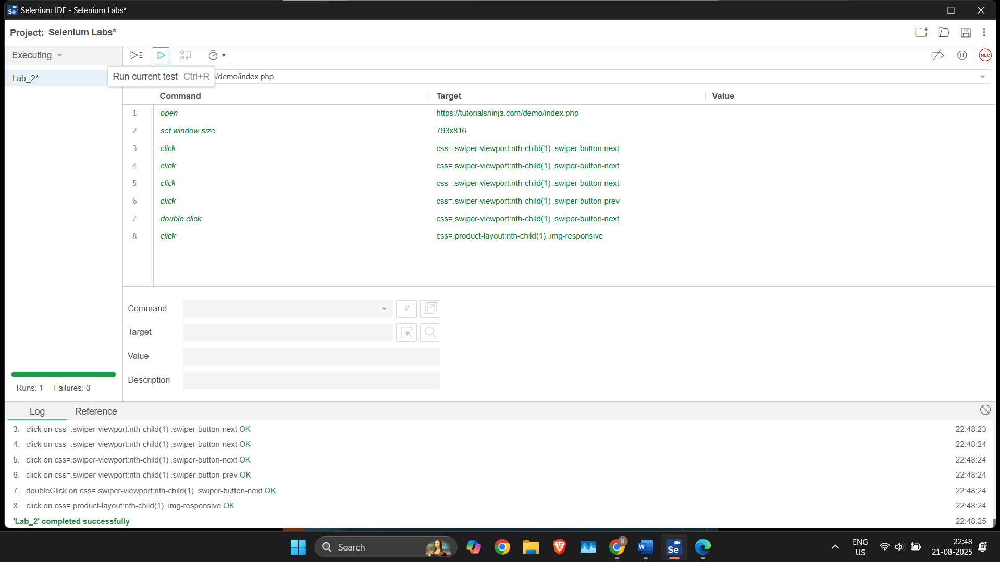 Selenium IDE - Selenium Labs*
Project: Selenium Labs*
Executing
REC
Lab_2*
Run current test Ctrl+R
/demo/index.php
Command Target Value
1 open https://tutorialsninja.com/demo/index.php
2 set window size 793x816
3 click css=.swiper-viewport:nth-child(1) .swiper-button-next
4 click css=.swiper-viewport:nth-child(1) .swiper-button-next
5 click css=.swiper-viewport:nth-child(1) .swiper-button-next
6 click css=.swiper-viewport:nth-child(1) .swiper-button-prev
7 double click css=.swiper-viewport:nth-child(1) .swiper-button-next
8 click css=.product-layout:nth-child(1) .img-responsive
Command //
Target
Value
Description
Runs: 1 Failures: 0
Log Reference
3. click on css=.swiper-viewport:nth-child(1) .swiper-button-next OK 22:48:23
4. click on css=.swiper-viewport:nth-child(1) .swiper-button-next OK 22:48:24
5. click on css=.swiper-viewport:nth-child(1) .swiper-button-next OK 22:48:24
6. click on css=.swiper-viewport:nth-child(1) .swiper-button-prev OK 22:48:24
7. doubleClick on css=.swiper-viewport:nth-child(1) .swiper-button-next OK 22:48:24
8. click on css=.product-layout:nth-child(1) .img-responsive OK 22:48:24
'Lab_2' completed successfully 22:48:25
Search
B
W
Se
ENG
US
22:48
21-08-2025